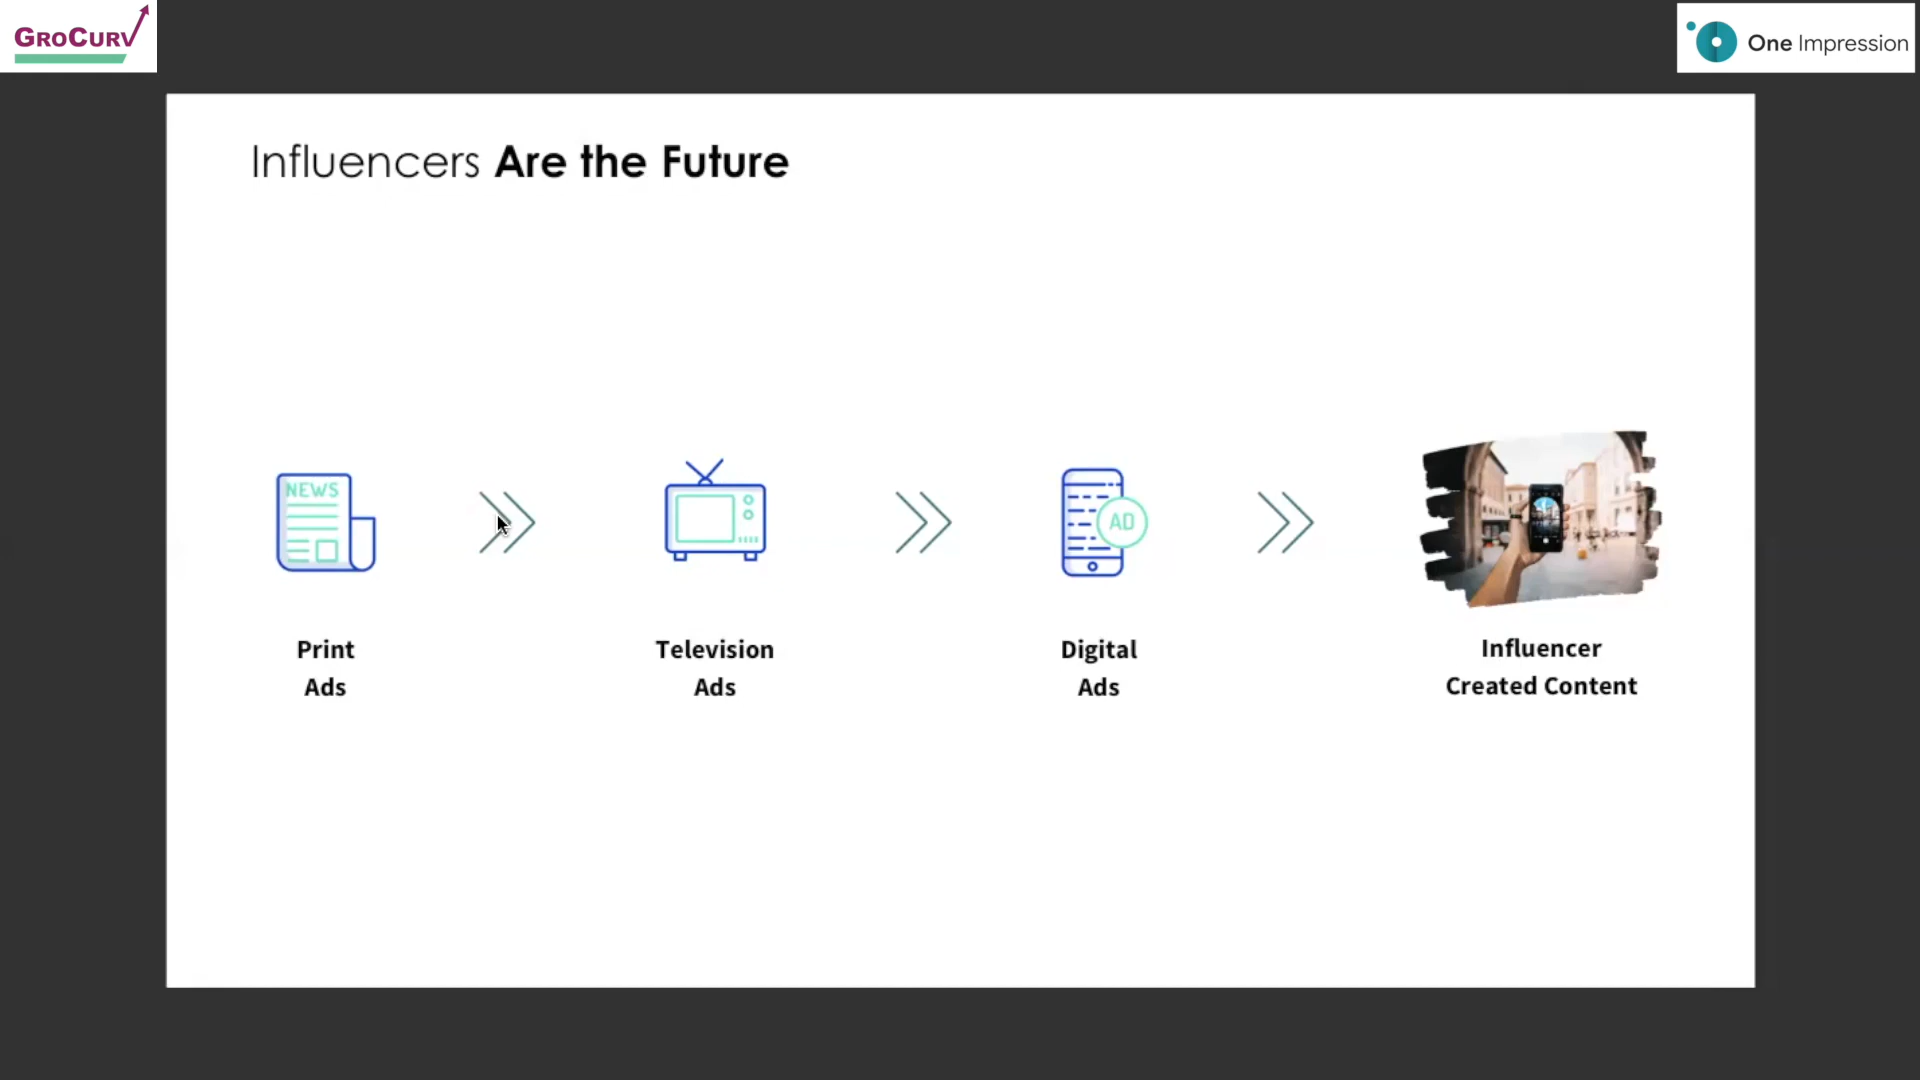 GROCURV
One Impression
Influencers Are the Future
NEWS
AD
Print
Ads
Television
Ads
Digital
Ads
Influencer
Created Content